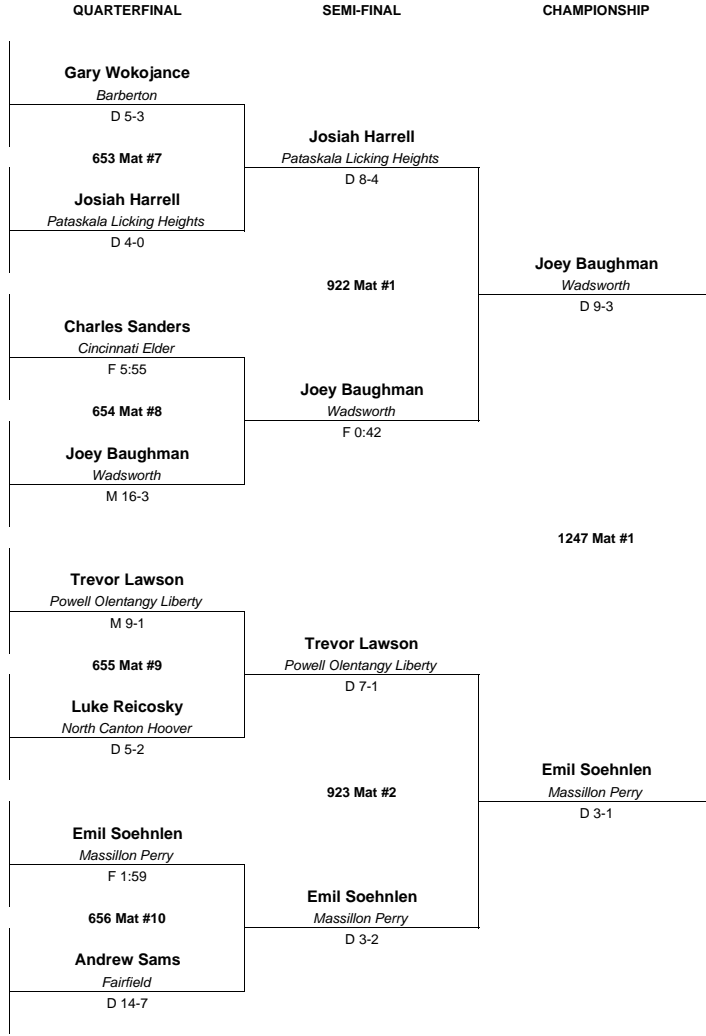 QUARTERFINAL SEMI-FINAL CHAMPIONSHIP
Gary Wokojance
Barberton
D 5-3
653 Mat #7
Josiah Harrell
Pataskala Licking Heights
D 4-0
Josiah Harrell
Pataskala Licking Heights
D 8-4
922 Mat #1
Charles Sanders
Cincinnati Elder
F 5:55
654 Mat #8
Joey Baughman
Wadsworth
M 16-3
Joey Baughman
Wadsworth
F 0:42
Joey Baughman
Wadsworth
D 9-3
1247 Mat #1
Trevor Lawson
Powell Olentangy Liberty
M 9-1
655 Mat #9
Luke Reicosky
North Canton Hoover
D 5-2
Trevor Lawson
Powell Olentangy Liberty
D 7-1
923 Mat #2
Emil Soehnlen
Massillon Perry
F 1:59
656 Mat #10
Andrew Sams
Fairfield
D 14-7
Emil Soehnlen
Massillon Perry
D 3-2
Emil Soehnlen
Massillon Perry
D 3-1